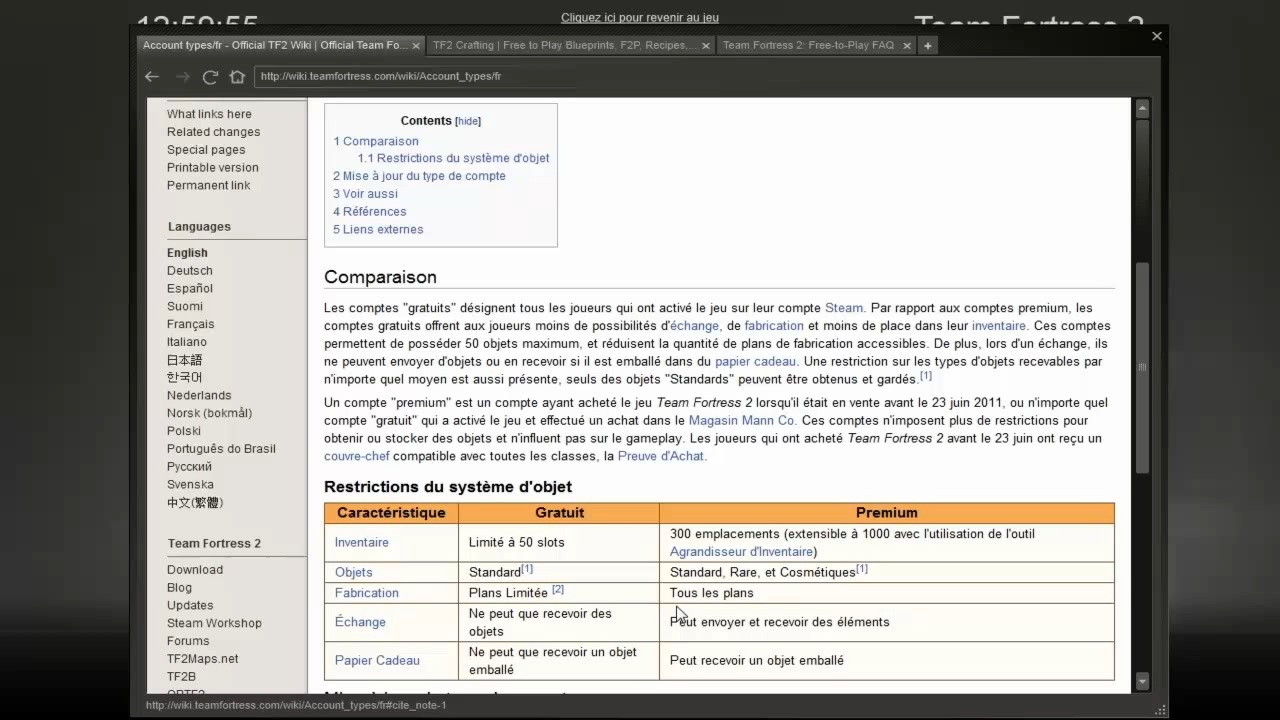 12:59:55
Cliquez ici pour revenir au jeu
Team Fortress 2
Account types/fr - Official TF2 Wiki | Official Team Fo...
TF2 Crafting | Free to Play Blueprints, F2P, Recipes,...
Team Fortress 2: Free-to-Play FAQ
http://wiki.teamfortress.com/wiki/Account_types/fr
What links here
Related changes
Special pages
Printable version
Permanent link
Languages
English
Deutsch
Español
Suomi
Français
Italiano
日本語
한국어
Nederlands
Norsk (bokmål)
Polski
Português do Brasil
Русский
Svenska
中文(繁體)
Team Fortress 2
Download
Blog
Updates
Steam Workshop
Forums
TF2Maps.net
TF2B
OPTF2
Contents [hide]
1 Comparaison
1.1 Restrictions du système d'objet
2 Mise à jour du type de compte
3 Voir aussi
4 Références
5 Liens externes
Comparaison
Les comptes "gratuits" désignent tous les joueurs qui ont activé le jeu sur leur compte Steam. Par rapport aux comptes premium, les
comptes gratuits offrent aux joueurs moins de possibilités d'échange, de fabrication et moins de place dans leur inventaire. Ces comptes
permettent de posséder 50 objets maximum, et réduisent la quantité de plans de fabrication accessibles. De plus, lors d'un échange, ils
ne peuvent envoyer d'objets ou en recevoir si il est emballé dans du papier cadeau. Une restriction sur les types d'objets recevables par
n'importe quel moyen est aussi présente, seuls des objets "Standards" peuvent être obtenus et gardés.[1]
Un compte "premium" est un compte ayant acheté le jeu Team Fortress 2 lorsqu'il était en vente avant le 23 juin 2011, ou n'importe quel
compte "gratuit" qui a activé le jeu et effectué un achat dans le Magasin Mann Co. Ces comptes n'imposent plus de restrictions pour
obtenir ou stocker des objets et n'influent pas sur le gameplay. Les joueurs qui ont acheté Team Fortress 2 avant le 23 juin ont reçu un
couvre-chef compatible avec toutes les classes, la Preuve d'Achat.
Restrictions du système d'objet
Caractéristique Gratuit Premium
Inventaire Limité à 50 slots 300 emplacements (extensible à 1000 avec l'utilisation de l'outil
Agrandisseur d'Inventaire)
Objets Standard[1] Standard, Rare, et Cosmétiques[1]
Fabrication Plans Limitée [2] Tous les plans
Échange Ne peut que recevoir des
objets Peut envoyer et recevoir des éléments
Papier Cadeau Ne peut que recevoir un objet
emballé Peut recevoir un objet emballé
http://wiki.teamfortress.com/wiki/Account_types/fr#cite_note-1